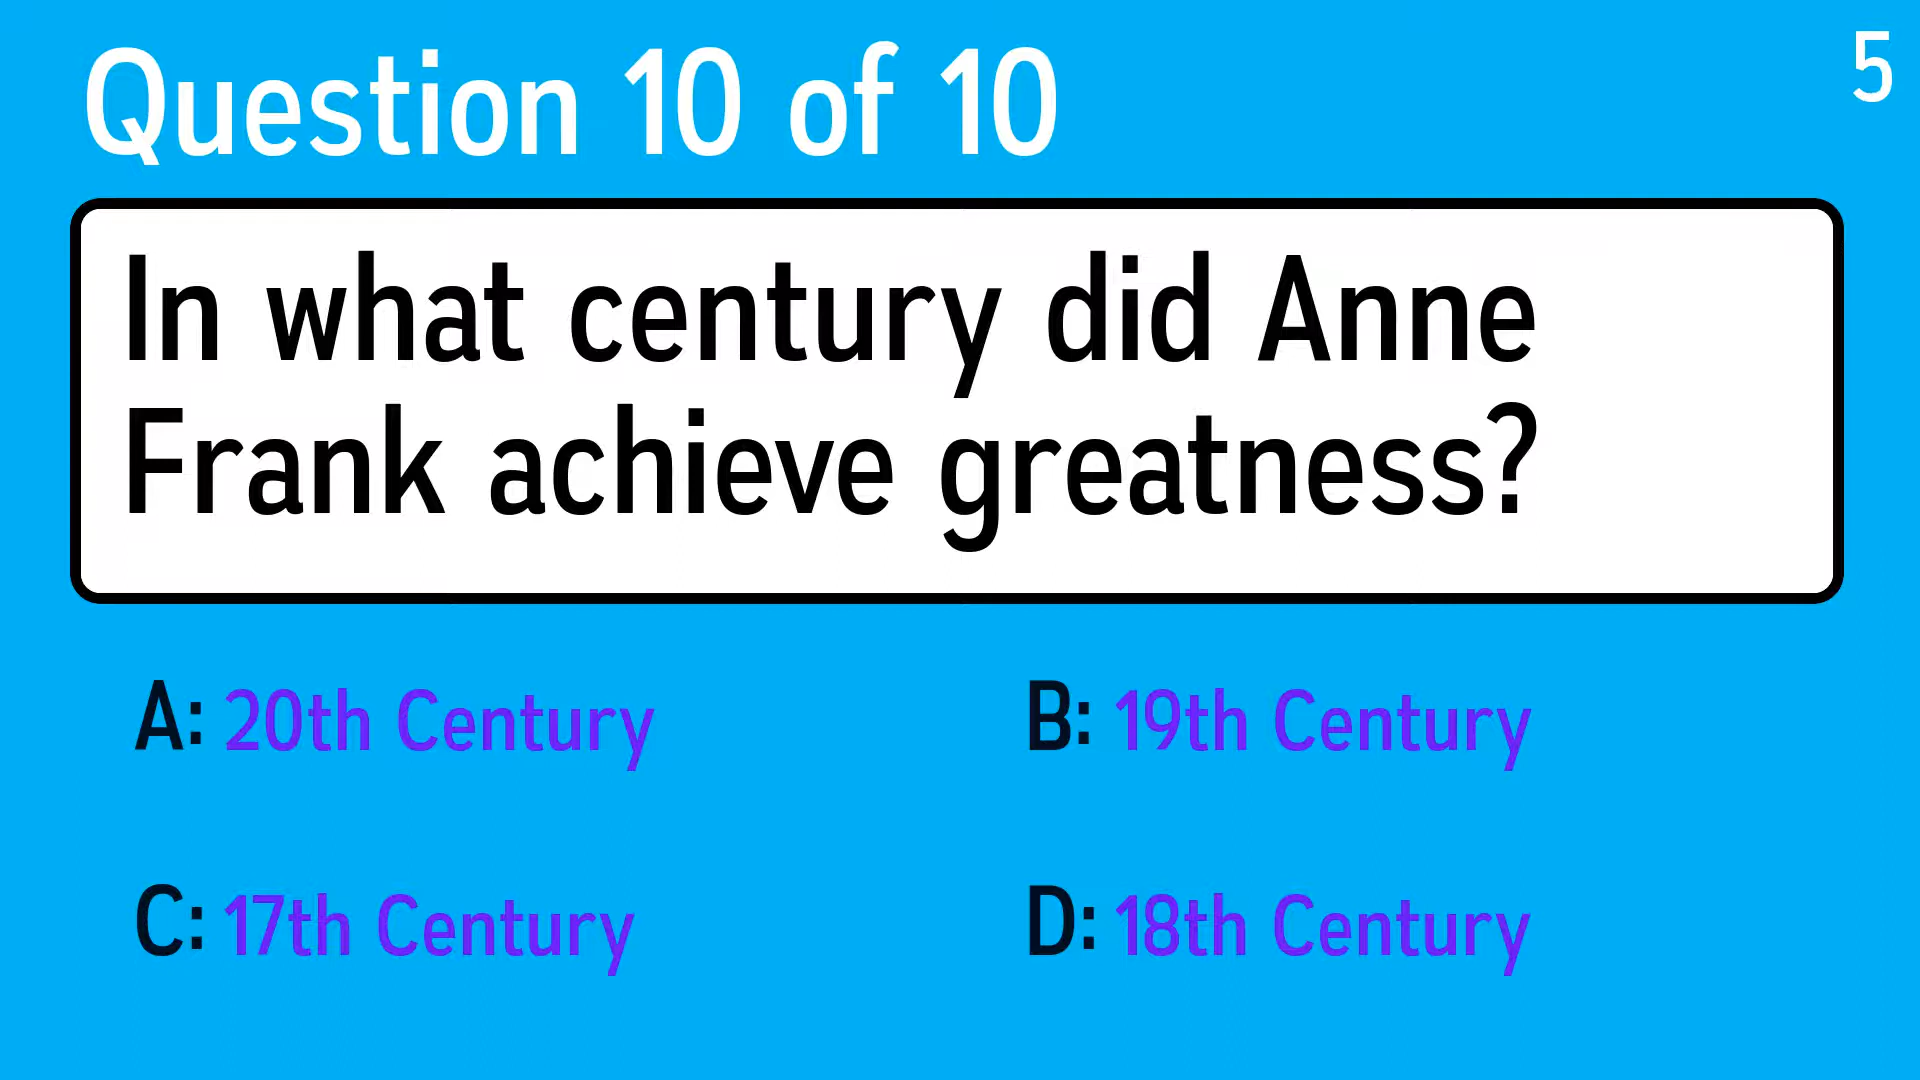 Question 10 of 10
5
In what century did Anne
Frank achieve greatness?
A: 20th Century
B: 19th Century
C: 17th Century
D: 18th Century